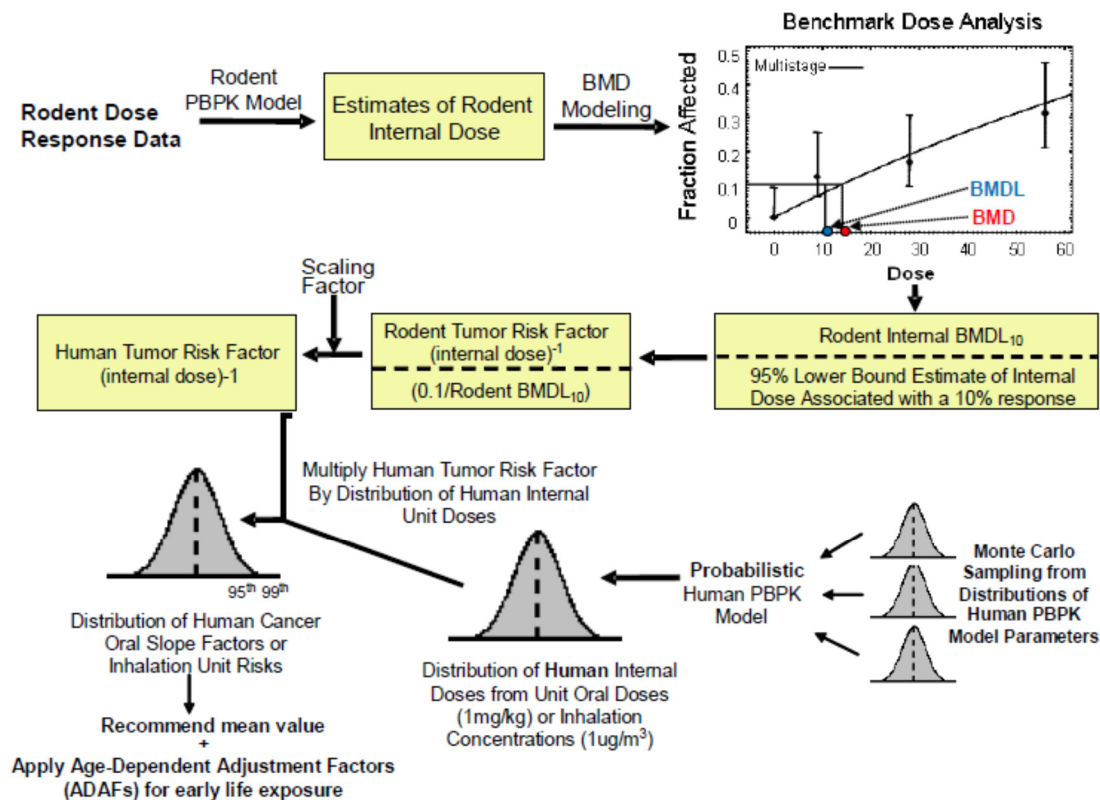 Benchmark Dose Analysis
Rodent Dose
Response Data
Rodent
PBPK Model
Estimates of Rodent
Internal Dose
BMD
Modeling
Fraction Affected
0.5
0.4
0.3
0.2
0.1
0
Multistage
BMDL
BMD
0 10 20 30 40 50 60
Dose
Scaling
Factor
Human Tumor Risk Factor
(internal dose)-1
Rodent Tumor Risk Factor
(internal dose)-1
(0.1/Rodent BMDL10)
Rodent Internal BMDL10
95% Lower Bound Estimate of Internal
Dose Associated with a 10% response
Multiply Human Tumor Risk Factor
By Distribution of Human Internal
Unit Doses
95th 99th
Distribution of Human Cancer
Oral Slope Factors or
Inhalation Unit Risks
Recommend mean value
+
Apply Age-Dependent Adjustment Factors
(ADAFs) for early life exposure
Distribution of Human Internal
Doses from Unit Oral Doses
(1mg/kg) or Inhalation
Concentrations (1ug/m3)
Probabilistic
Human PBPK
Model
Monte Carlo
Sampling from
Distributions of
Human PBPK
Model Parameters